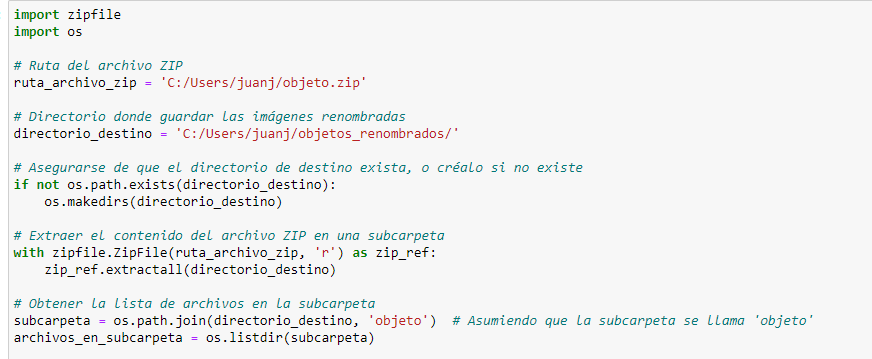 import zipfile
import os
# Ruta del archivo ZIP
ruta_archivo_zip = 'C:/Users/juanj/objeto.zip'
# Directorio donde guardar las imágenes renombradas
directorio_destino = 'C:/Users/juanj/objetos_renombrados/'
# Asegurarse de que el directorio de destino exista, o créalo si no existe
if not os.path.exists(directorio_destino):
    os.makedirs(directorio_destino)
# Extraer el contenido del archivo ZIP en una subcarpeta
with zipfile.ZipFile(ruta_archivo_zip, 'r') as zip_ref:
    zip_ref.extractall(directorio_destino)
# Obtener la lista de archivos en la subcarpeta
subcarpeta = os.path.join(directorio_destino, 'objeto')  # Asumiendo que la subcarpeta se llama 'objeto'
archivos_en_subcarpeta = os.listdir(subcarpeta)